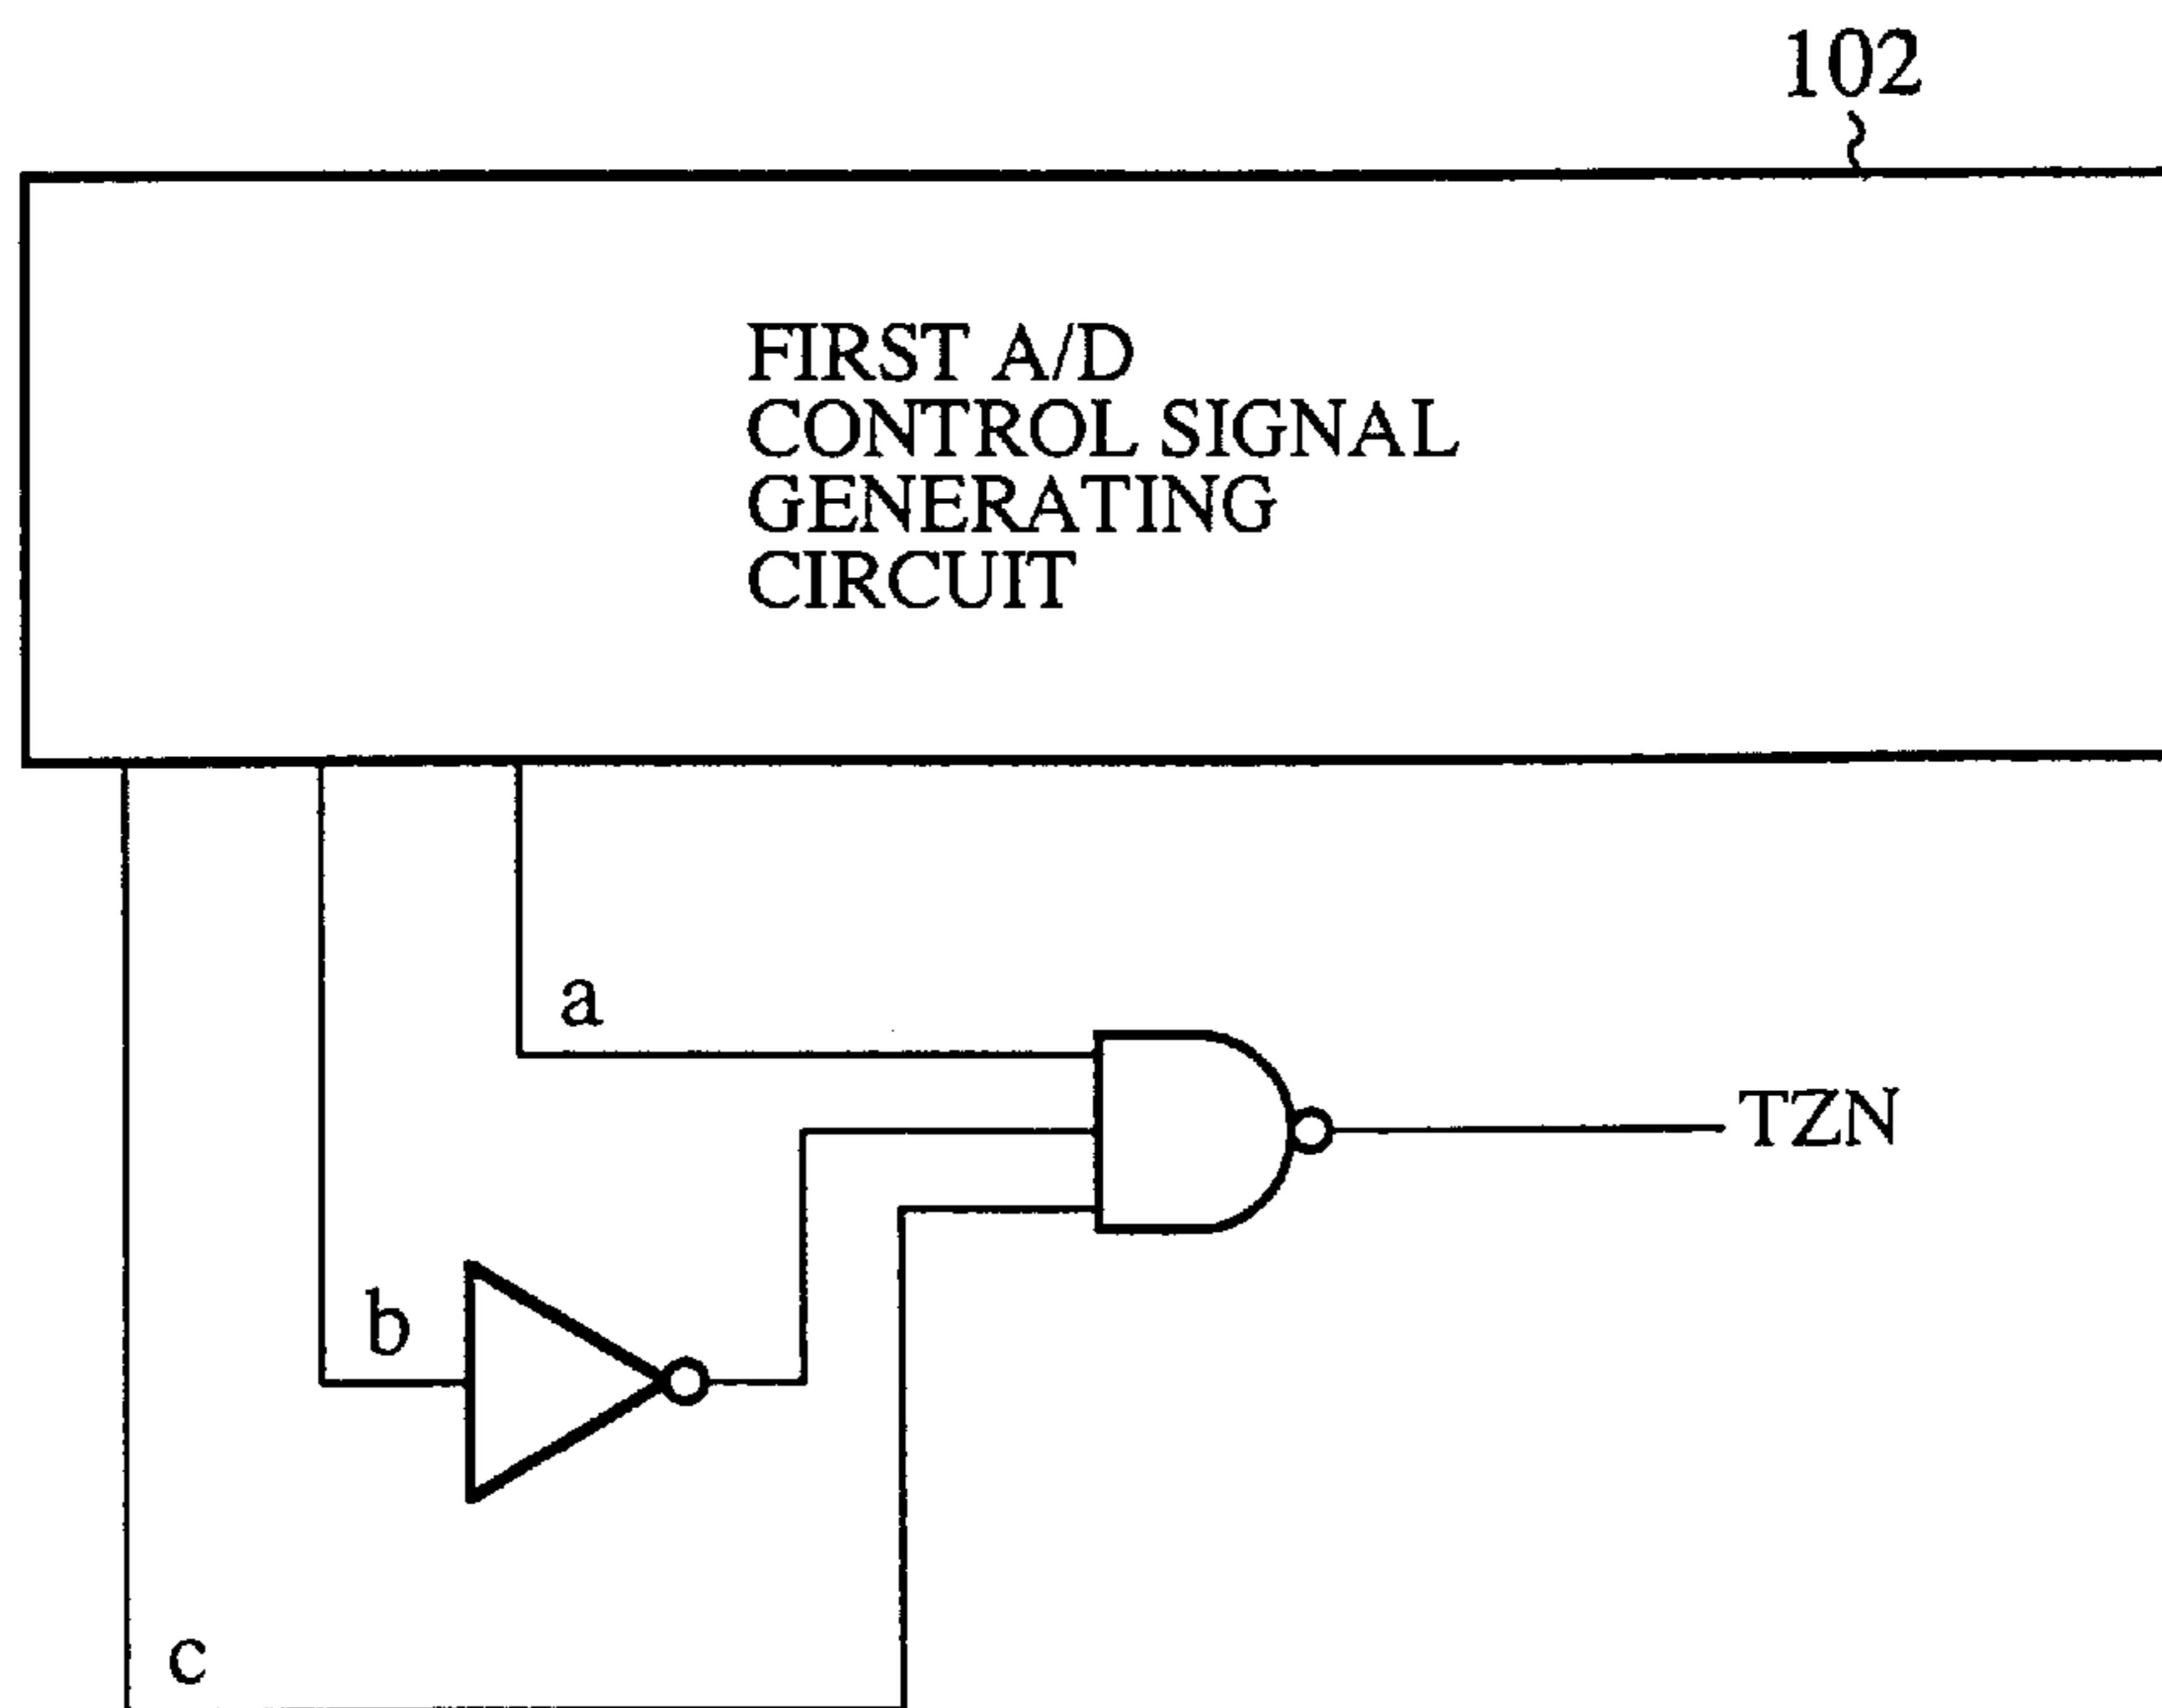 102
FIRST A/D
CONTROL SIGNAL
GENERATING
CIRCUIT
a
TZN
b
c